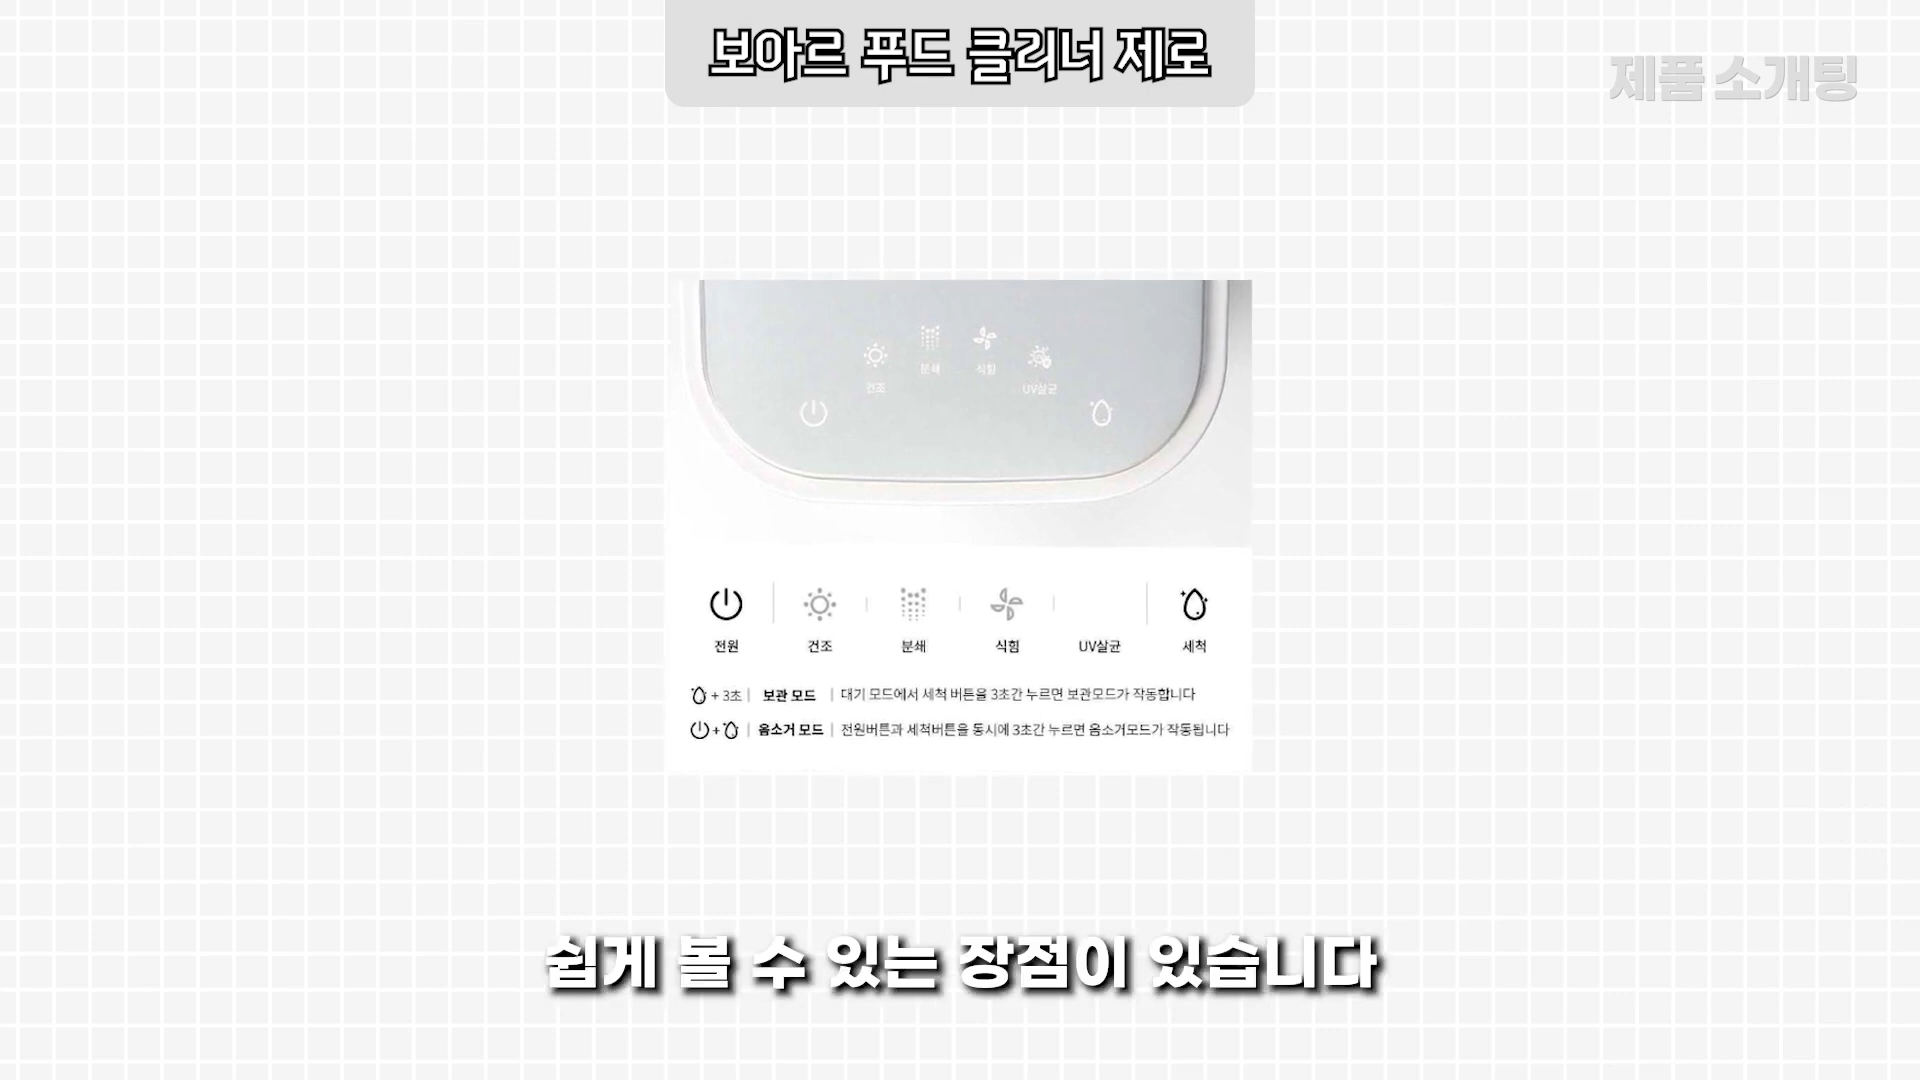 보아르 푸드 클리너 제로
제품 소개팅
건조 분쇄 식힘 UV살균
전원 건조 분쇄 식힘 UV살균 세척
+ 3초 | 보관 모드 | 대기 모드에서 세척 버튼을 3초간 누르면 보관모드가 작동합니다
+ | 음소거 모드 | 전원버튼과 세척버튼을 동시에 3초간 누르면 음소거모드가 작동됩니다
쉽게 볼 수 있는 장점이 있습니다